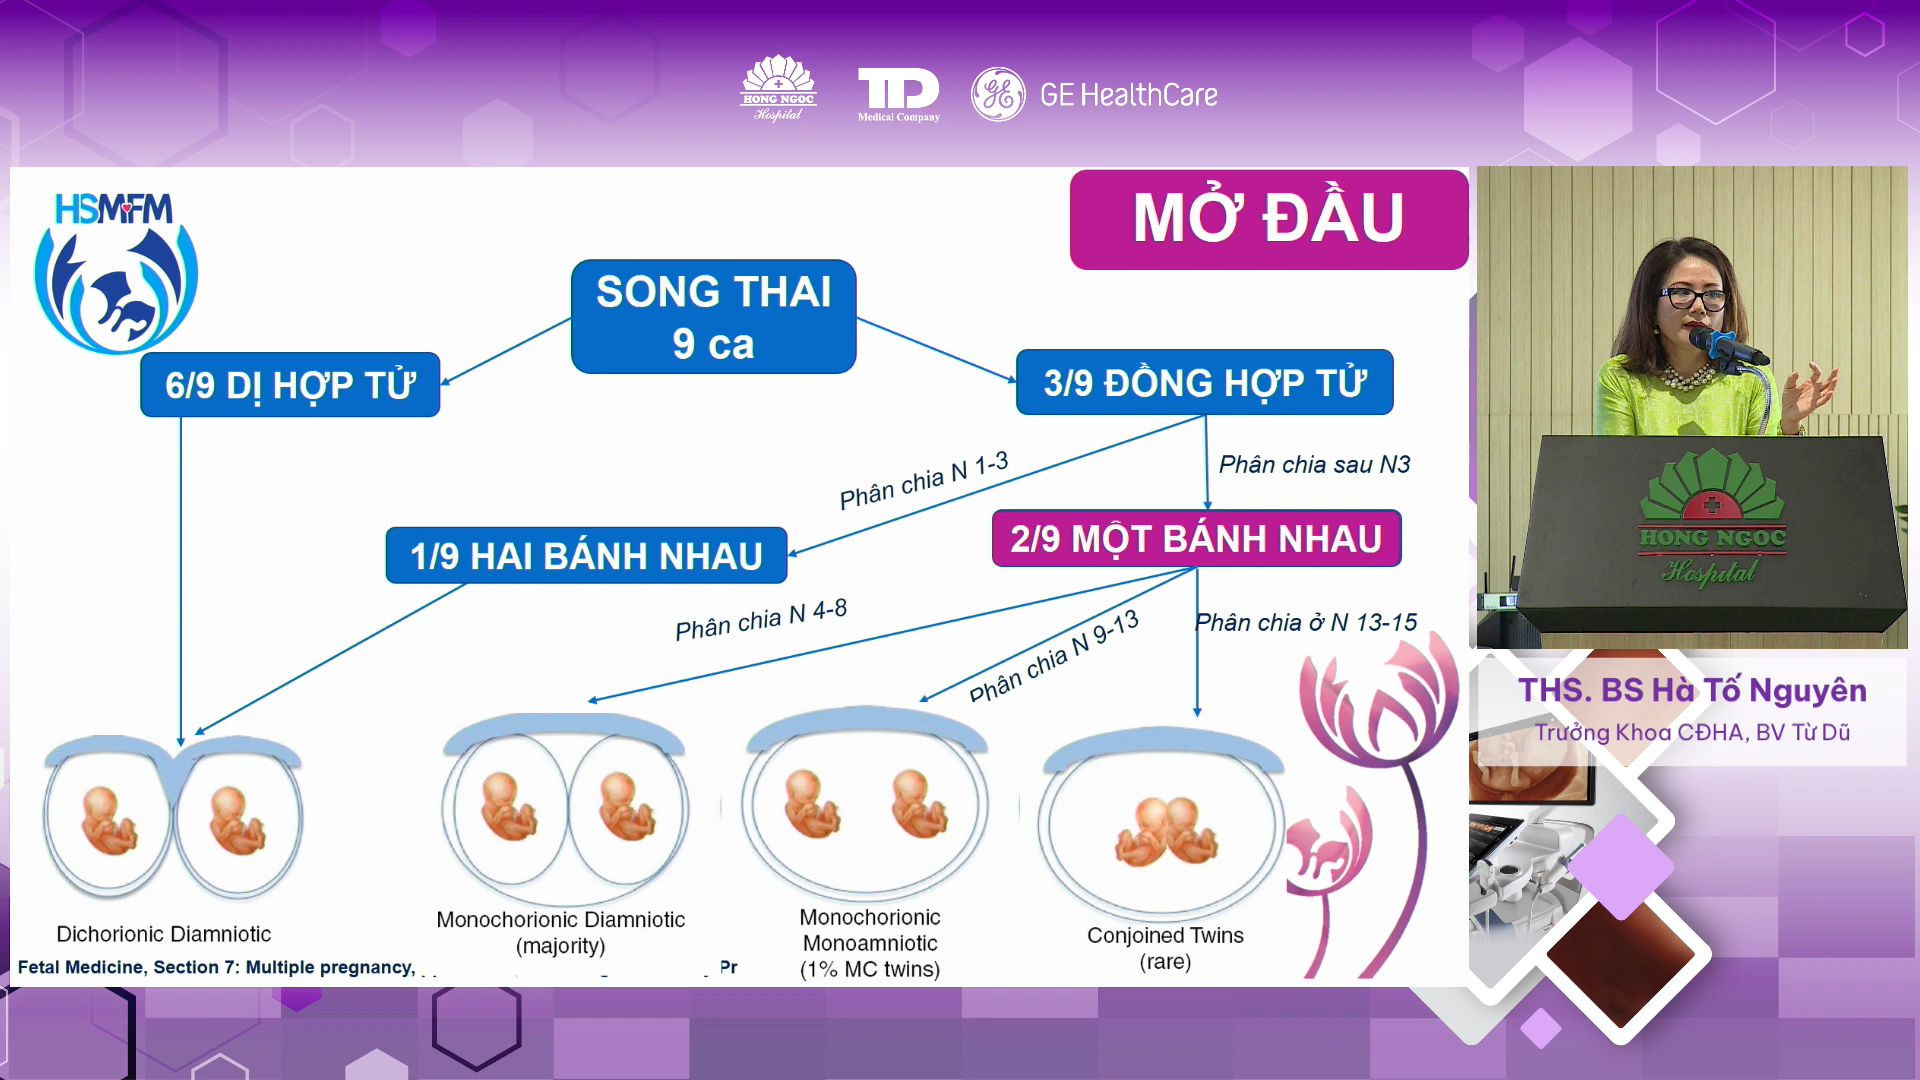 HONG NGOC
Hospital
TD
Medical Company
GE
GE HealthCare
HSMFM
MỞ ĐẦU
SONG THAI
9 ca
6/9 DỊ HỢP TỬ
3/9 ĐỒNG HỢP TỬ
Phân chia N 1-3
Phân chia sau N3
1/9 HAI BÁNH NHAU
2/9 MỘT BÁNH NHAU
Phân chia N 4-8
Phân chia N 9-13
Phân chia ở N 13-15
Dichorionic Diamniotic
Monochorionic Diamniotic
(majority)
Monochorionic
Monoamniotic
(1% MC twins)
Conjoined Twins
(rare)
Fetal Medicine, Section 7: Multiple pregnancy,
Pr
HONG NGOC
Hospital
THS. BS Hà Tố Nguyên
Trưởng Khoa CĐHA, BV Từ Dũ